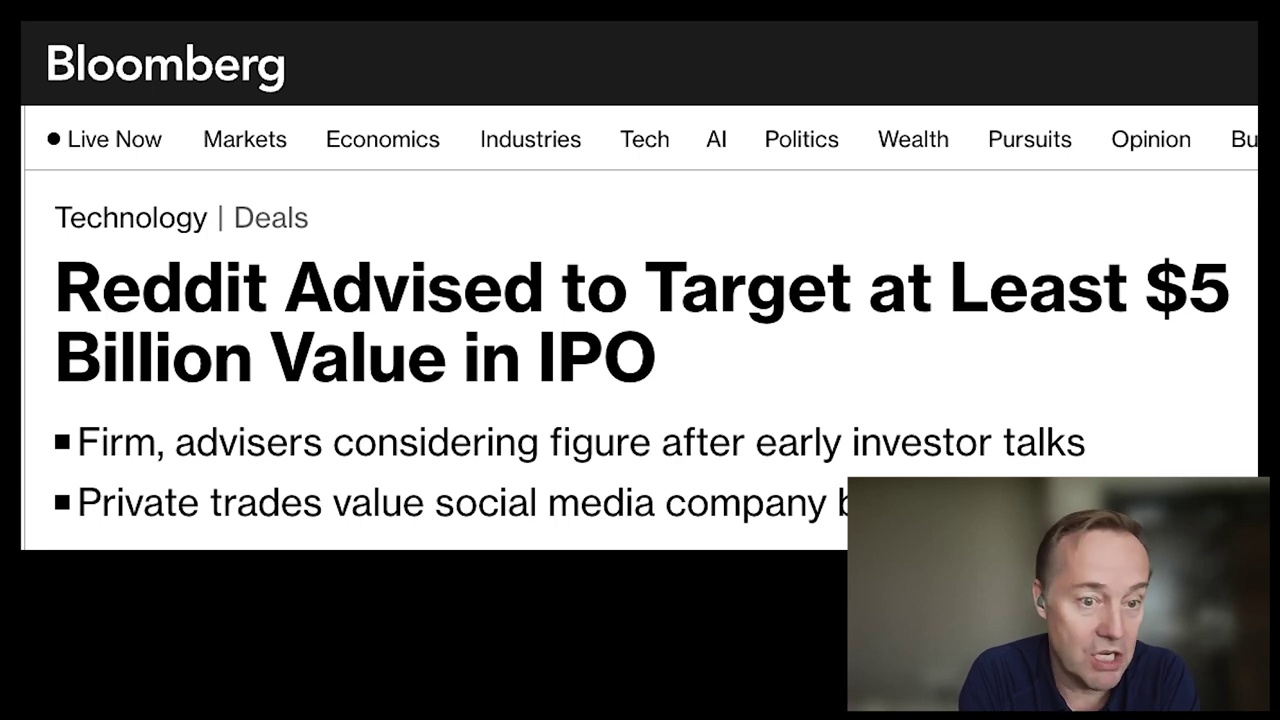 Bloomberg
Live Now Markets Economics Industries Tech AI Politics Wealth Pursuits Opinion
Technology | Deals
Reddit Advised to Target at Least $5
Billion Value in IPO
Firm, advisers considering figure after early investor talks
Private trades value social media company